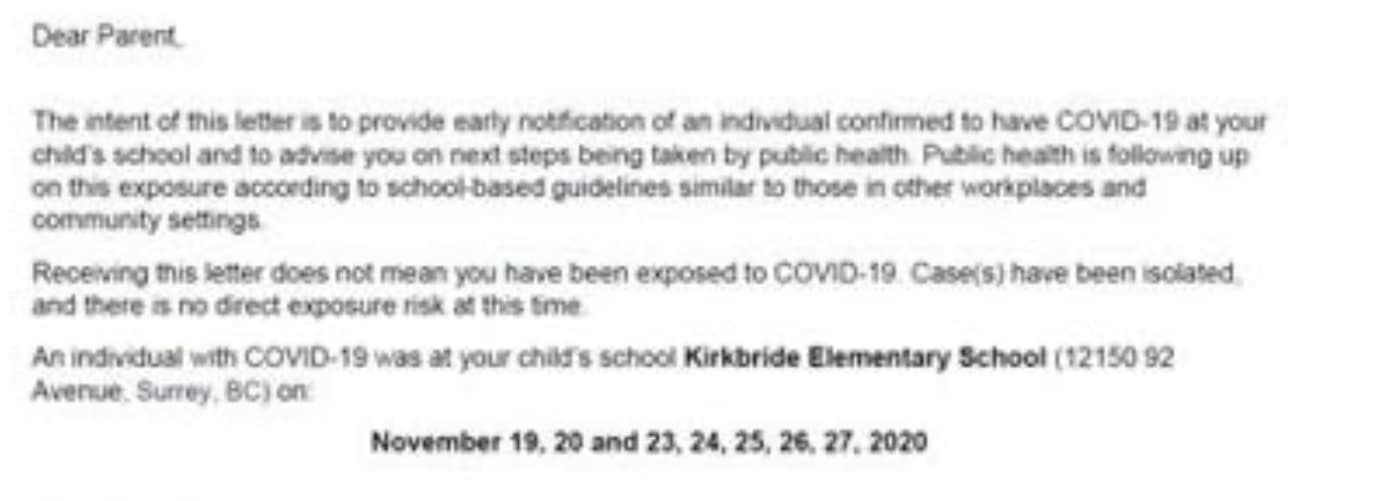 Dear Parent,
The intent of this letter is to provide early notification of an individual confirmed to have COVID-19 at your
child's school and to advise you on next steps being taken by public health. Public health is following up
on this exposure according to school-based guidelines similar to those in other workplaces and
community settings.
Receiving this letter does not mean you have been exposed to COVID-19. Case(s) have been isolated,
and there is no direct exposure risk at this time.
An individual with COVID-19 was at your child's school Kirkbride Elementary School (12150 92
Avenue, Surrey, BC) on:
November 19, 20 and 23, 24, 25, 26, 27, 2020